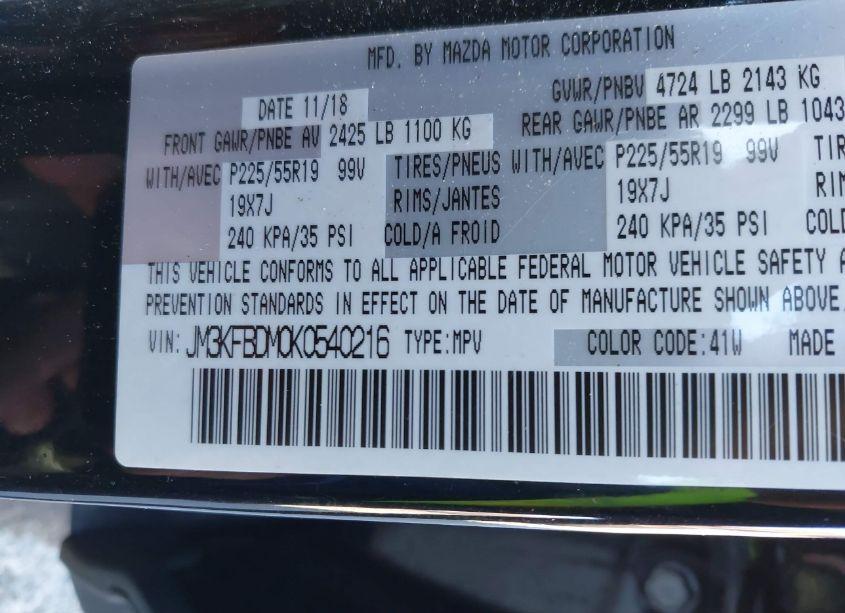 MFD. BY MAZDA MOTOR CORPORATION
DATE 11/18 GVWR/PNBV 4724 LB 2143 KG
FRONT GAWR/PNBE AV 2425 LB 1100 KG REAR GAWR/PNBE AR 2299 LB 1043
WITH/AVEC P225/55R19 99V TIRES/PNEUS WITH/AVEC P225/55R19 99V
19X7J RIMS/JANTES 19X7J
240 KPA/35 PSI COLD/A FROID 240 KPA/35 PSI
THIS VEHICLE CONFORMS TO ALL APPLICABLE FEDERAL MOTOR VEHICLE SAFETY
PREVENTION STANDARDS IN EFFECT ON THE DATE OF MANUFACTURE SHOWN ABOVE.
VIN: JM3KFBDM0K0540216 TYPE:MPV COLOR CODE:41W MADE